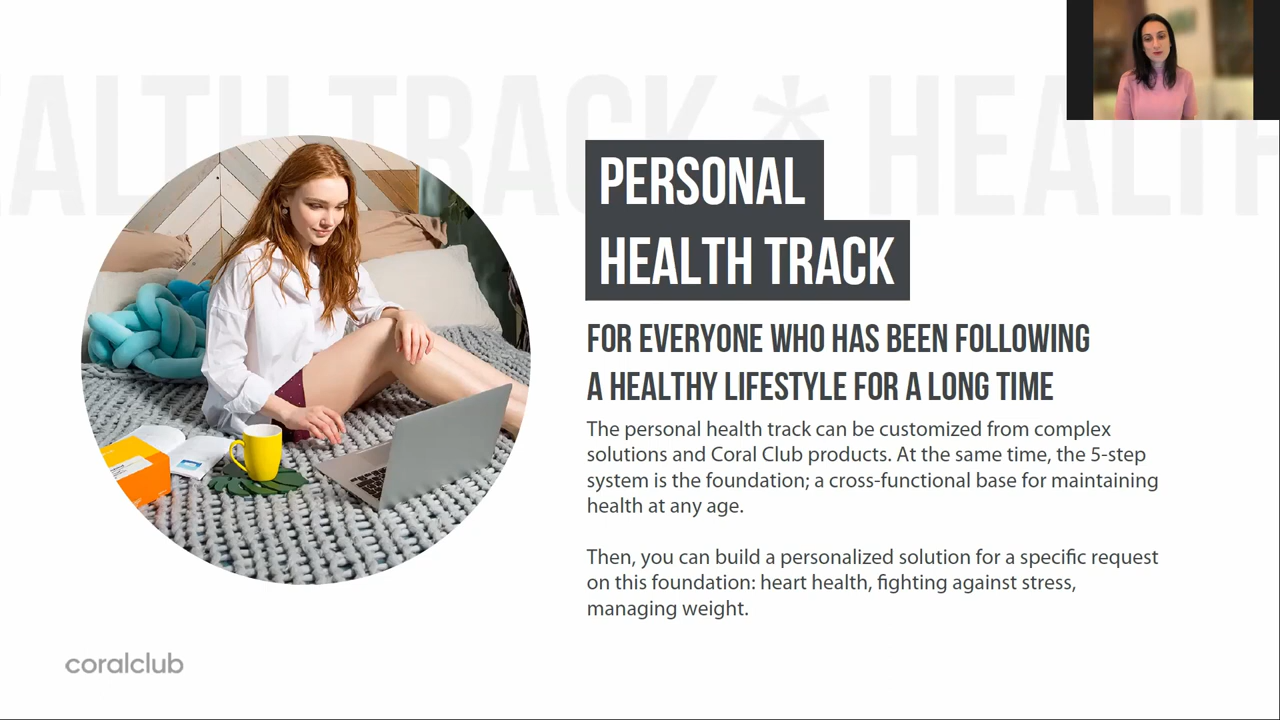 EALTH TRACK * HEALTH
PERSONAL
HEALTH TRACK
FOR EVERYONE WHO HAS BEEN FOLLOWING
A HEALTHY LIFESTYLE FOR A LONG TIME
The personal health track can be customized from complex
solutions and Coral Club products. At the same time, the 5-step
system is the foundation; a cross-functional base for maintaining
health at any age.
Then, you can build a personalized solution for a specific request
on this foundation: heart health, fighting against stress,
managing weight.
coralclub